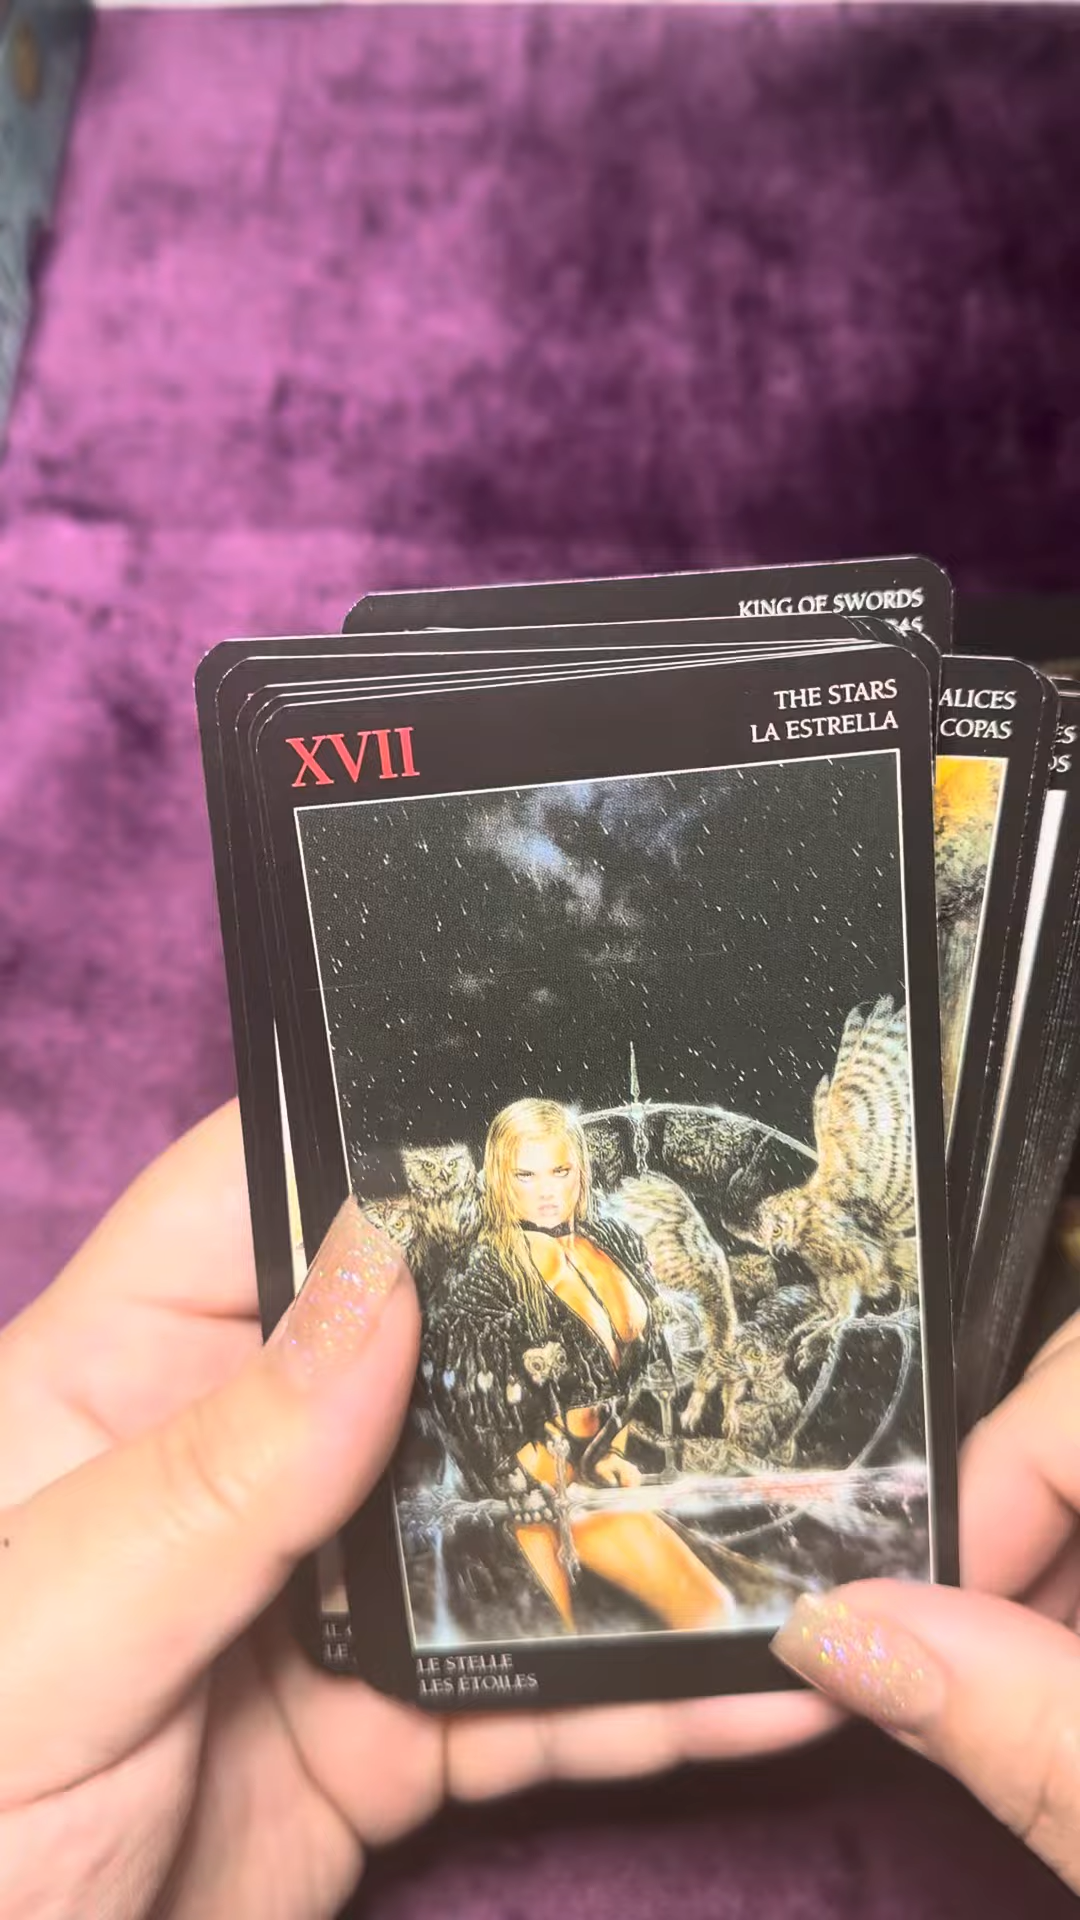 KING OF SWORDS
THE STARS
LA ESTRELLA
XVII
ALICES
COPAS
LE STELLE
LES ÉTOILES